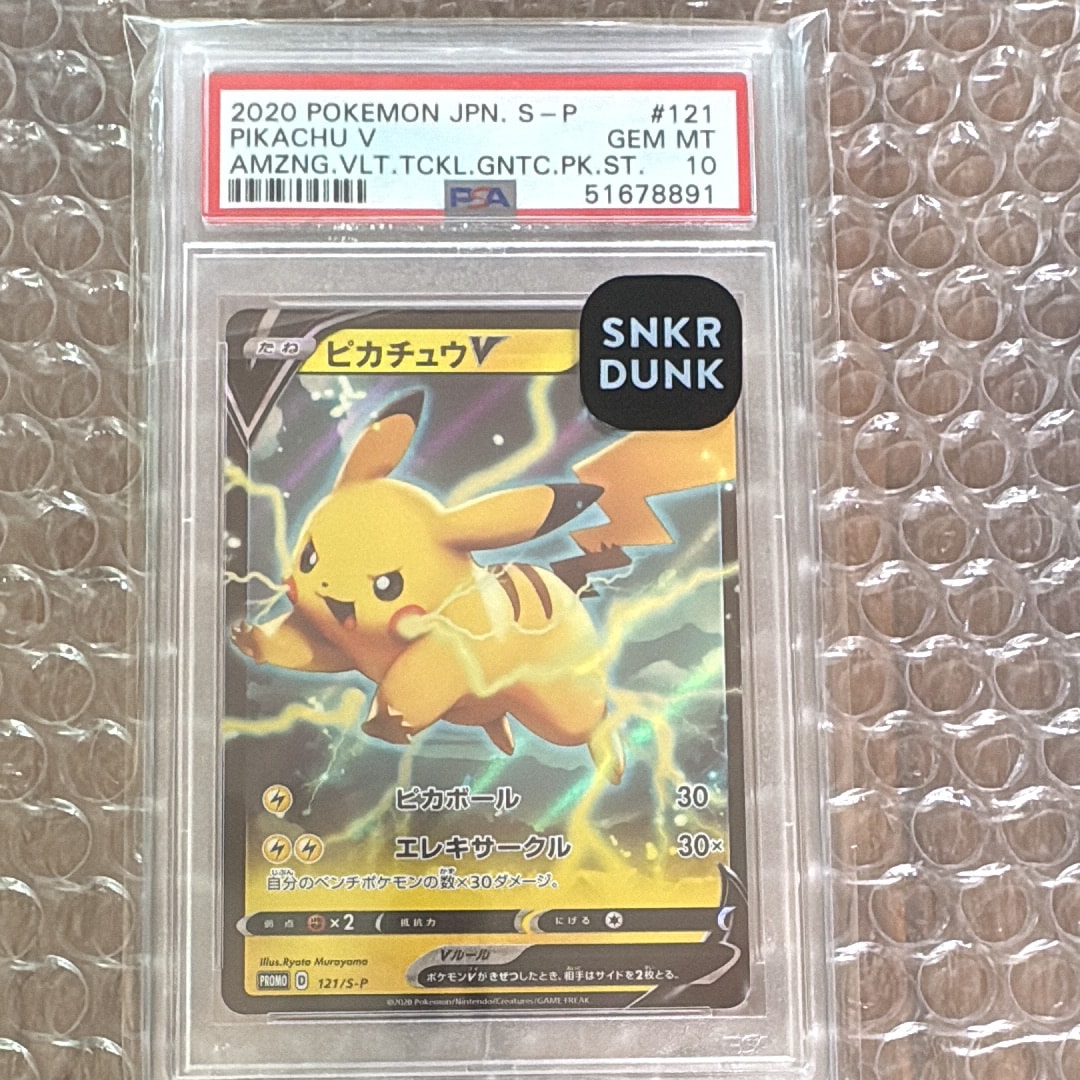 2020 POKEMON JPN. S-P #121
PIKACHU V GEM MT
AMZNG.VLT.TCKL.GNTC.PK.ST. 10
PSA 51678891
SNKR
DUNK
たね ピカチュウV
ピカボール 30
エレキサークル 30×
自分のベンチポケモンの数×30ダメージ。
弱点 ×2 抵抗力 にげる
Vルール
ポケモンVがきぜつしたとき、相手はサイドを2枚とる。
illus.Ryota Murayama
PROMO D 121/S-P
©2020 Pokémon/Nintendo/Creatures/GAME FREAK.